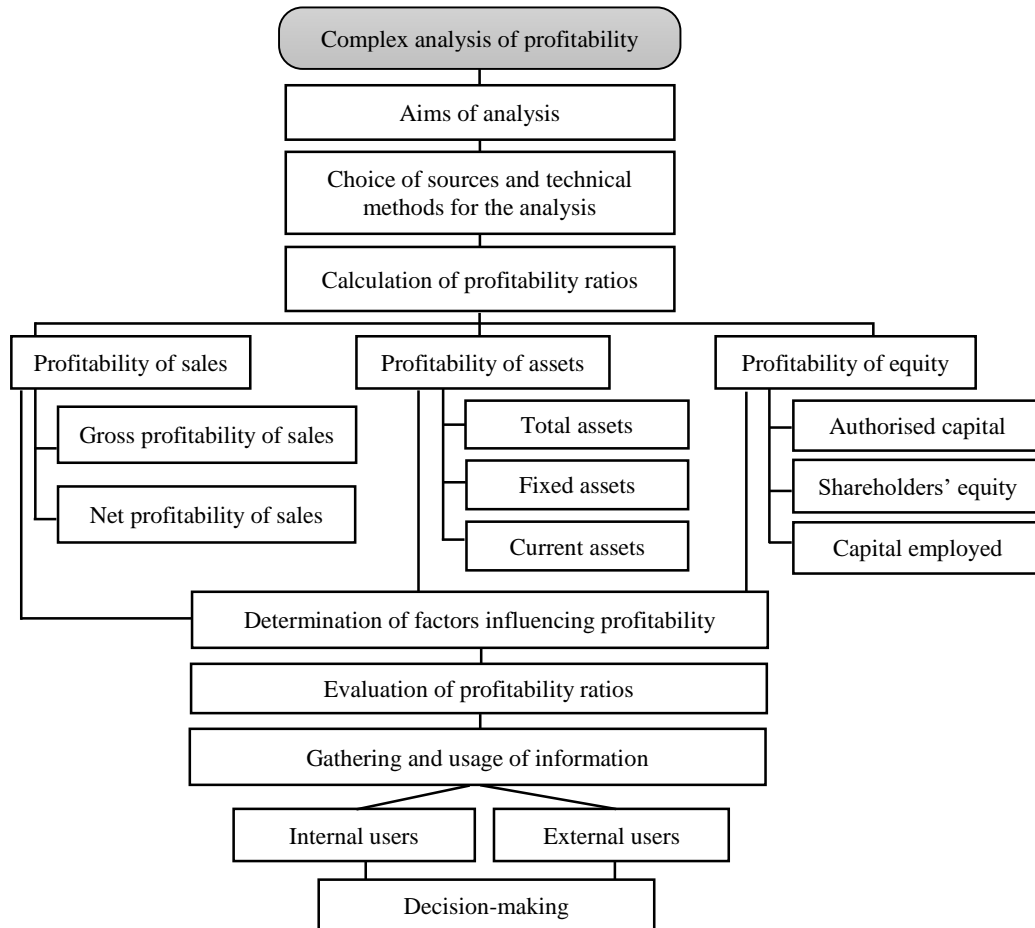 Complex analysis of profitability
Aims of analysis
Choice of sources and technical
methods for the analysis
Calculation of profitability ratios
Profitability of sales
Gross profitability of sales
Net profitability of sales
Profitability of assets
Total assets
Fixed assets
Current assets
Profitability of equity
Authorised capital
Shareholders’ equity
Capital employed
Determination of factors influencing profitability
Evaluation of profitability ratios
Gathering and usage of information
Internal users
External users
Decision-making